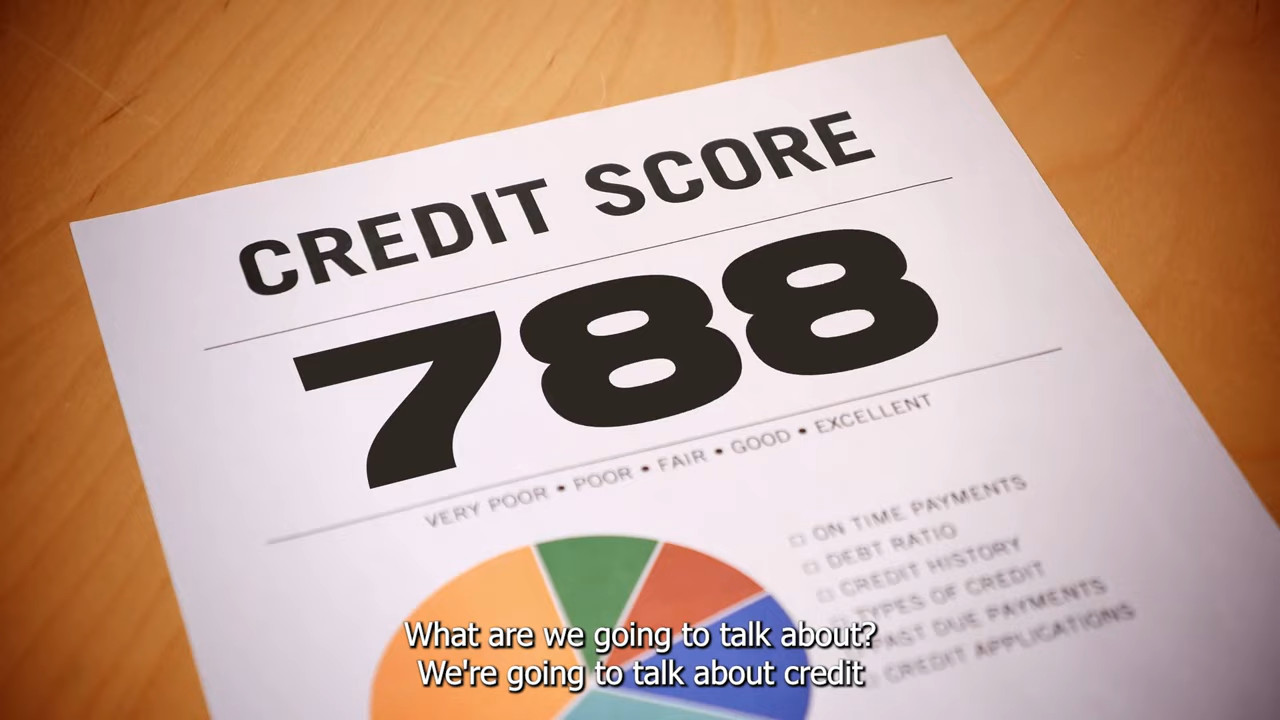 CREDIT SCORE
788
VERY POOR • POOR • FAIR • GOOD • EXCELLENT
ON TIME PAYMENTS
DEBT RATIO
CREDIT HISTORY
TYPES OF CREDIT
PAST DUE PAYMENTS
CREDIT APPLICATIONS
What are we going to talk about?
We're going to talk about credit